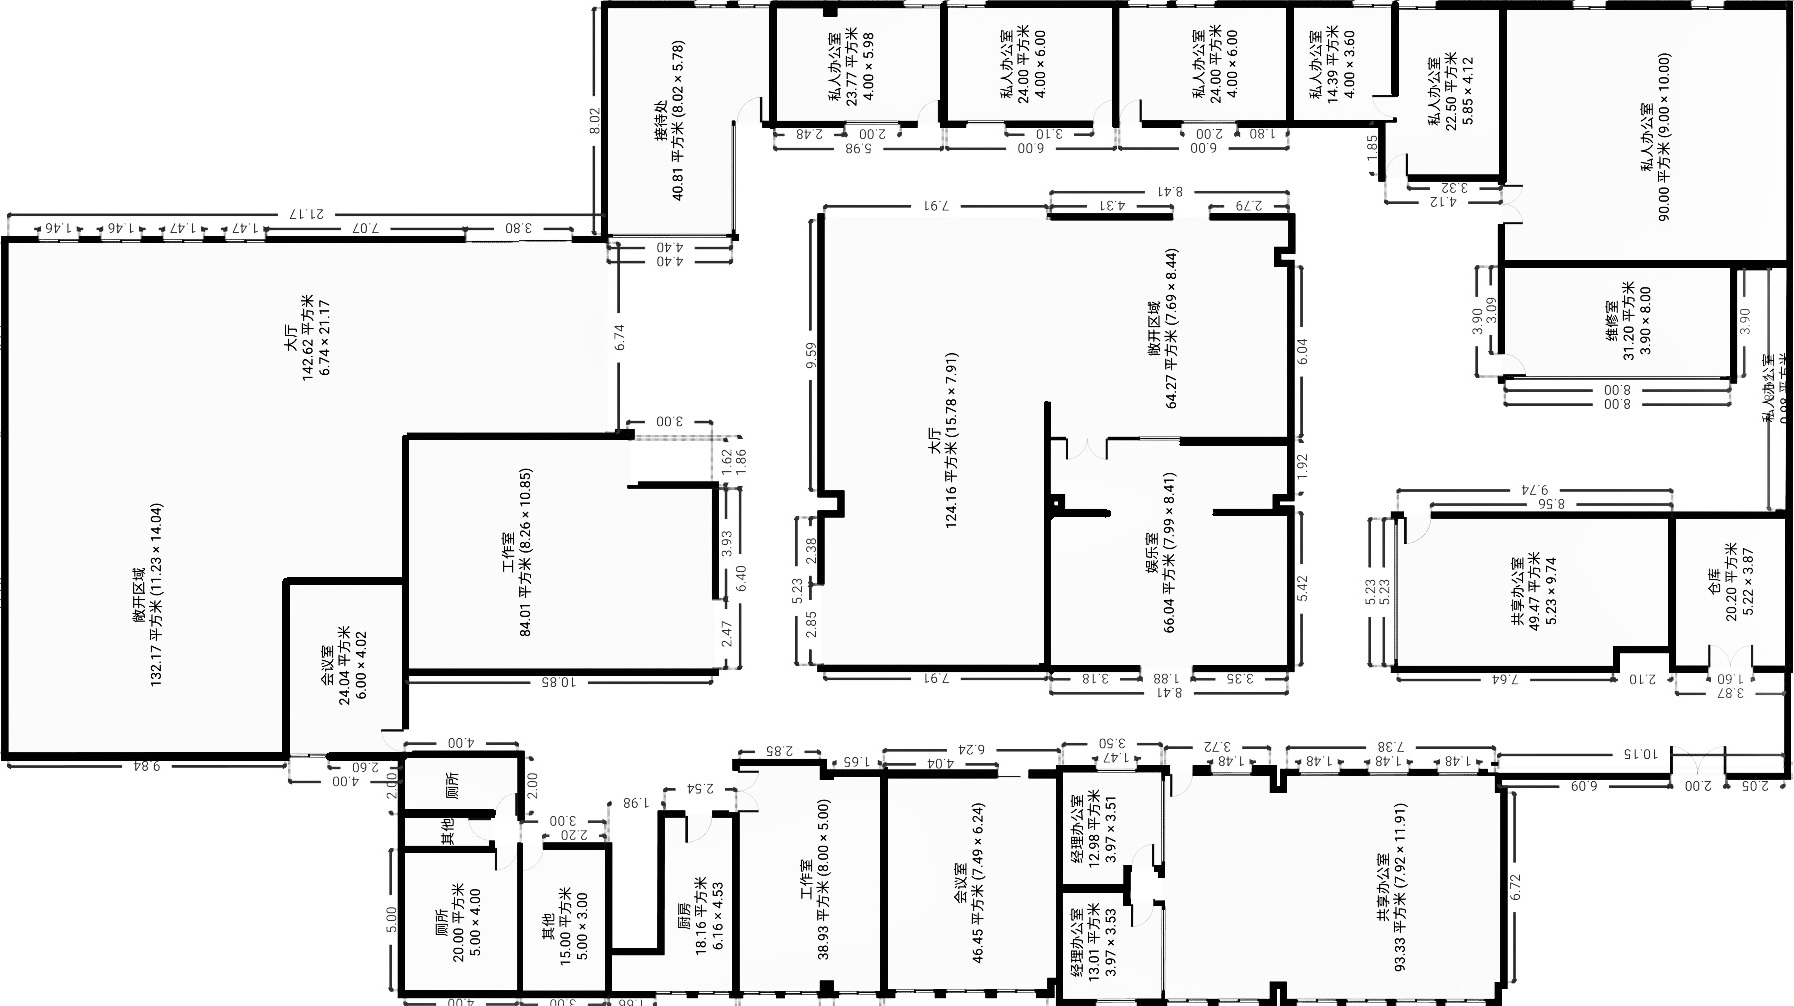 接待处
40.81 平方米 (8.02 × 5.78)
私人办公室
23.77 平方米
4.00 × 5.98
私人办公室
24.00 平方米
4.00 × 6.00
私人办公室
24.00 平方米
4.00 × 6.00
私人办公室
14.39 平方米
4.00 × 3.60
私人办公室
22.50 平方米
5.85 × 4.12
私人办公室
90.00 平方米 (9.00 × 10.00)
8.02
2.48
2.00
5.98
3.10
6.00
2.00
1.80
6.00
1.85
3.32
4.12
21.17
1.46
1.46
1.47
1.47
7.07
3.80
4.40
4.40
7.91
8.41
4.31
2.79
大厅
142.62 平方米
6.74 × 21.17
6.74
9.59
大厅
124.16 平方米 (15.78 × 7.91)
敞开区域
64.27 平方米 (7.69 × 8.44)
6.04
3.90
3.09
维修室
31.20 平方米
3.90 × 8.00
3.90
8.00
8.00
私人办公室
3.00
1.62
1.86
1.92
敞开区域
132.17 平方米 (11.23 × 14.04)
工作室
84.01 平方米 (8.26 × 10.85)
3.93
6.40
2.47
2.38
5.23
2.85
娱乐室
66.04 平方米 (7.99 × 8.41)
5.42
9.74
8.56
5.23
5.23
共享办公室
49.47 平方米
5.23 × 9.74
仓库
20.20 平方米
5.22 × 3.87
会议室
24.04 平方米
6.00 × 4.02
10.85
7.91
3.18
1.88
3.35
8.41
7.64
2.10
1.60
3.87
9.84
2.60
4.00
4.00
2.00
厕所
2.00
其他
3.00
2.20
1.98
2.54
2.85
1.65
6.24
4.04
3.50
1.47
3.72
1.48
7.38
1.48
1.48
1.48
10.15
6.09
2.00
2.05
5.00
厕所
20.00 平方米
5.00 × 4.00
其他
15.00 平方米
5.00 × 3.00
厨房
18.16 平方米
6.16 × 4.53
工作室
38.93 平方米 (8.00 × 5.00)
会议室
46.45 平方米 (7.49 × 6.24)
经理办公室
12.98 平方米
3.97 × 3.51
经理办公室
13.01 平方米
3.97 × 3.53
共享办公室
93.33 平方米 (7.92 × 11.91)
6.72
4.00
3.00